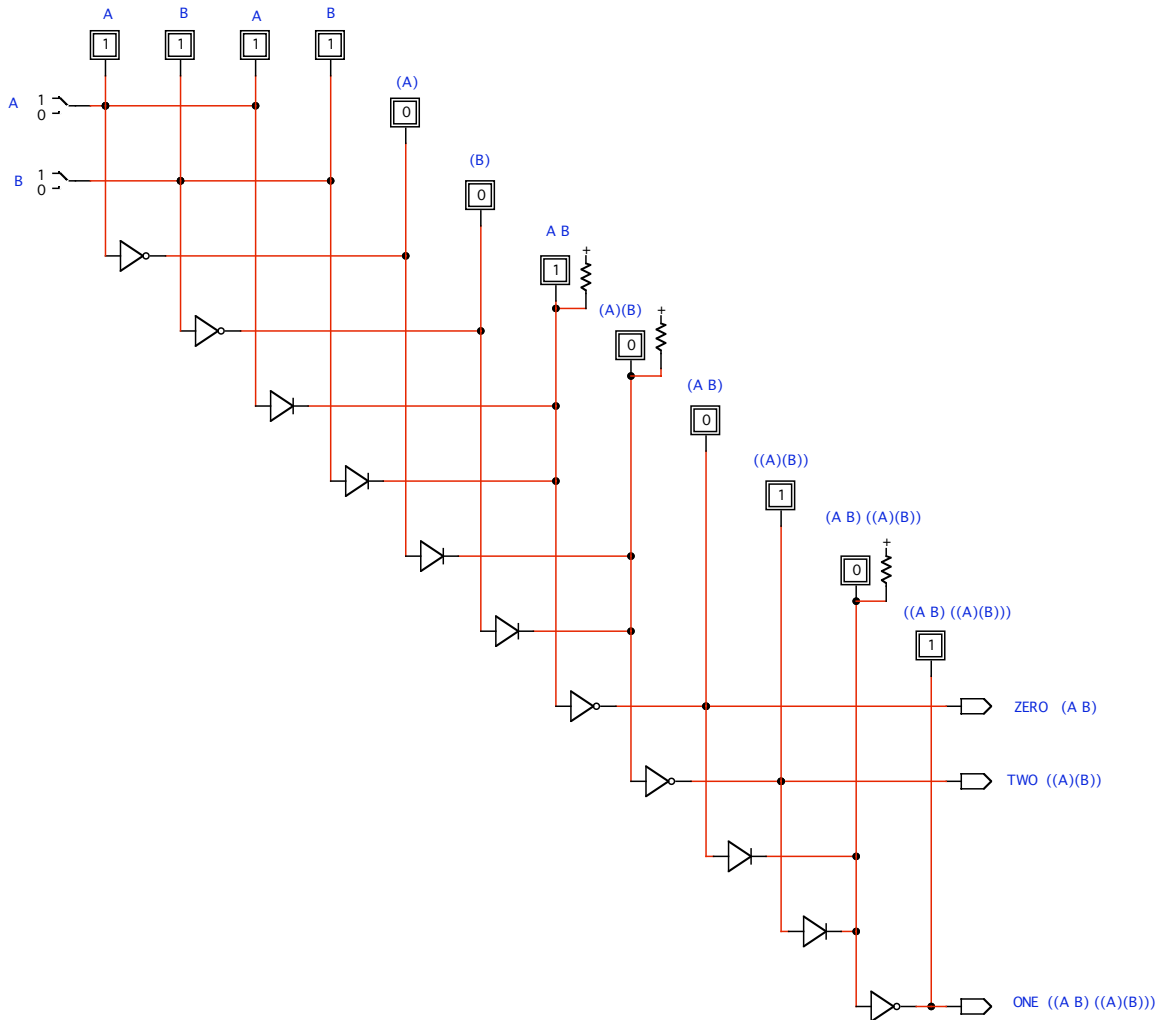 A B A B
1 1 1 1
(A)
A 1
0
0
(B)
B 1
0
0
A B
+
1
(A)(B)
+
0
(A B)
0
((A)(B))
1
(A B) ((A)(B))
+
0
((A B) ((A)(B)))
1
ZERO (A B)
TWO ((A)(B))
ONE ((A B) ((A)(B)))